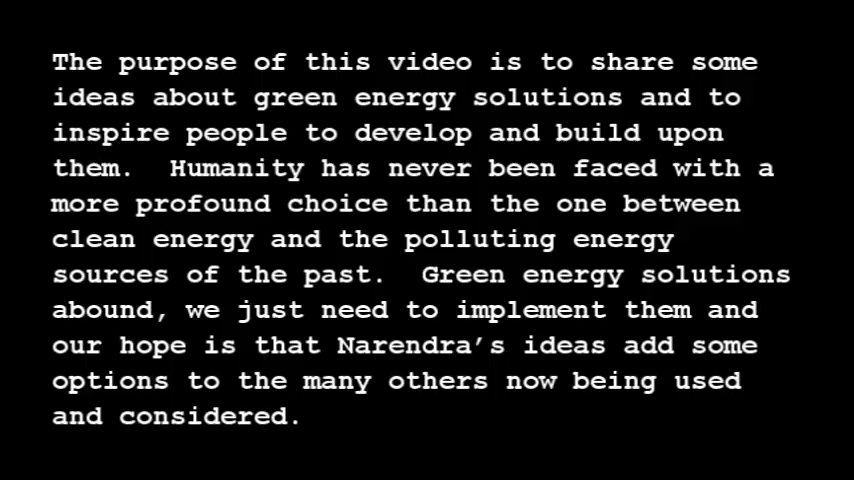 The purpose of this video is to share some
ideas about green energy solutions and to
inspire people to develop and build upon
them.  Humanity has never been faced with a
more profound choice than the one between
clean energy and the polluting energy
sources of the past.  Green energy solutions
abound, we just need to implement them and
our hope is that Narendra’s ideas add some
options to the many others now being used
and considered.